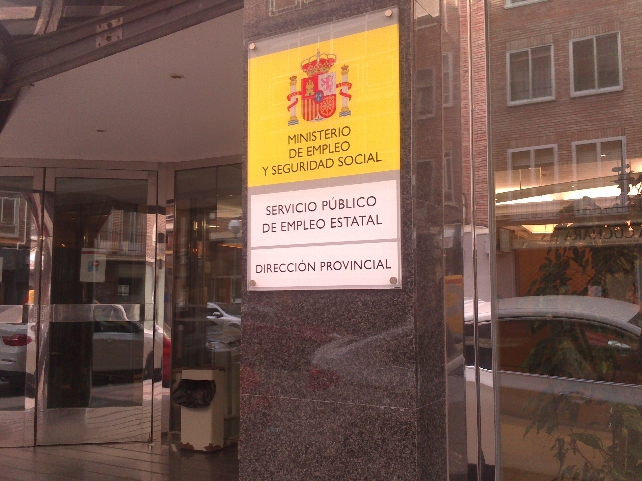 MINISTERIO
DE EMPLEO
Y SEGURIDAD SOCIAL
SERVICIO PÚBLICO
DE EMPLEO ESTATAL
DIRECCIÓN PROVINCIAL